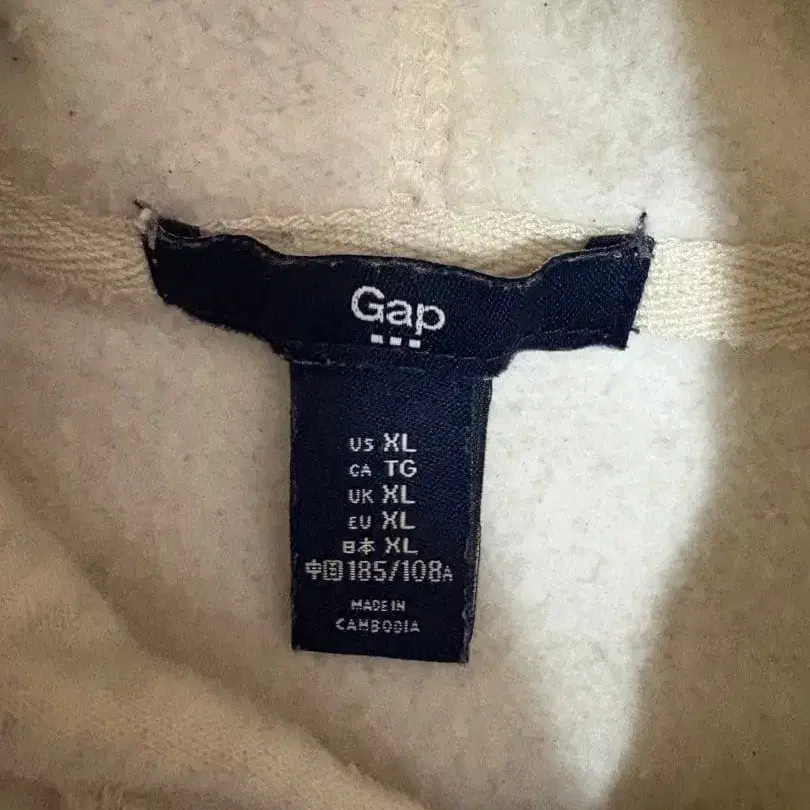 Gap
US XL
CA TG
UK XL
EU XL
日本 XL
中国 185/108A
MADE IN
CAMBODIA